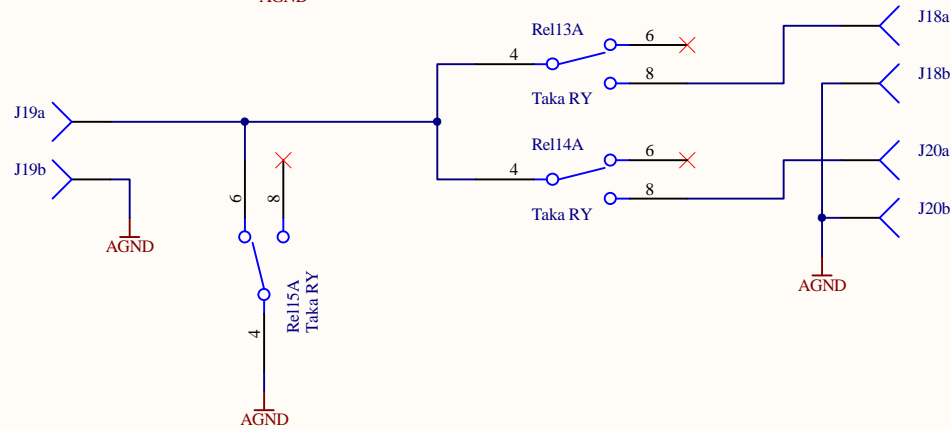 AGND
J18a
Rel13A
6
4
J18b
8
Taka RY
J19a
Rel14A
6
J20a
4
J19b
8
6
8
J20b
Taka RY
AGND
AGND
Rel15A
Taka RY
4
AGND